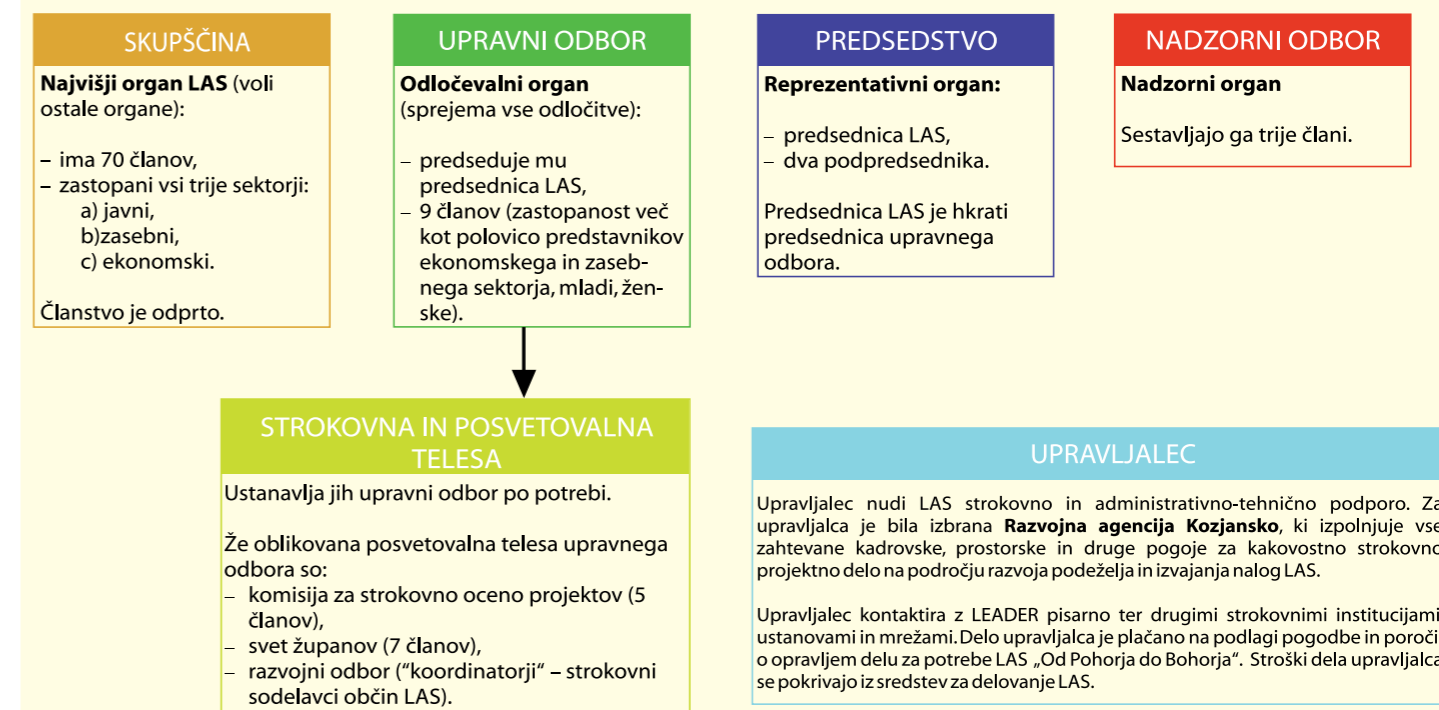 SKUPŠČINA
Najvišji organ LAS (voli
ostale organe):
– ima 70 članov,
– zastopani vsi trije sektorji:
a) javni,
b)zasebni,
c) ekonomski.
Članstvo je odprto.
UPRAVNI ODBOR
Odločevalni organ
(sprejema vse odločitve):
– predseduje mu
predsednica LAS,
– 9 članov (zastopanost več
kot polovico predstavnikov
ekonomskega in zaseb-
nega sektorja, mladi, žen-
ske).
PREDSEDSTVO
Reprezentativni organ:
– predsednica LAS,
– dva podpredsednika.
Predsednica LAS je hkrati
predsednica upravnega
odbora.
NADZORNI ODBOR
Nadzorni organ
Sestavljajo ga trije člani.
STROKOVNA IN POSVETOVALNA
TELESA
Ustanavlja jih upravni odbor po potrebi.
Že oblikovana posvetovalna telesa upravnega
odbora so:
– komisija za strokovno oceno projektov (5
članov),
– svet županov (7 članov),
– razvojni odbor (“koordinatorji“ – strokovni
sodelavci občin LAS).
UPRAVLJALEC
Upravljalec nudi LAS strokovno in administrativno-tehnično podporo. Za
upravljalca je bila izbrana Razvojna agencija Kozjansko, ki izpolnjuje vse
zahtevane kadrovske, prostorske in druge pogoje za kakovostno strokovno
projektno delo na področju razvoja podeželja in izvajanja nalog LAS.
Upravljalec kontaktira z LEADER pisarno ter drugimi strokovnimi institucijami
ustanovami in mrežami. Delo upravljalca je plačano na podlagi pogodbe in poroči
o opravljem delu za potrebe LAS „Od Pohorja do Bohorja“. Stroški dela upravljalca
se pokrivajo iz sredstev za delovanje LAS.